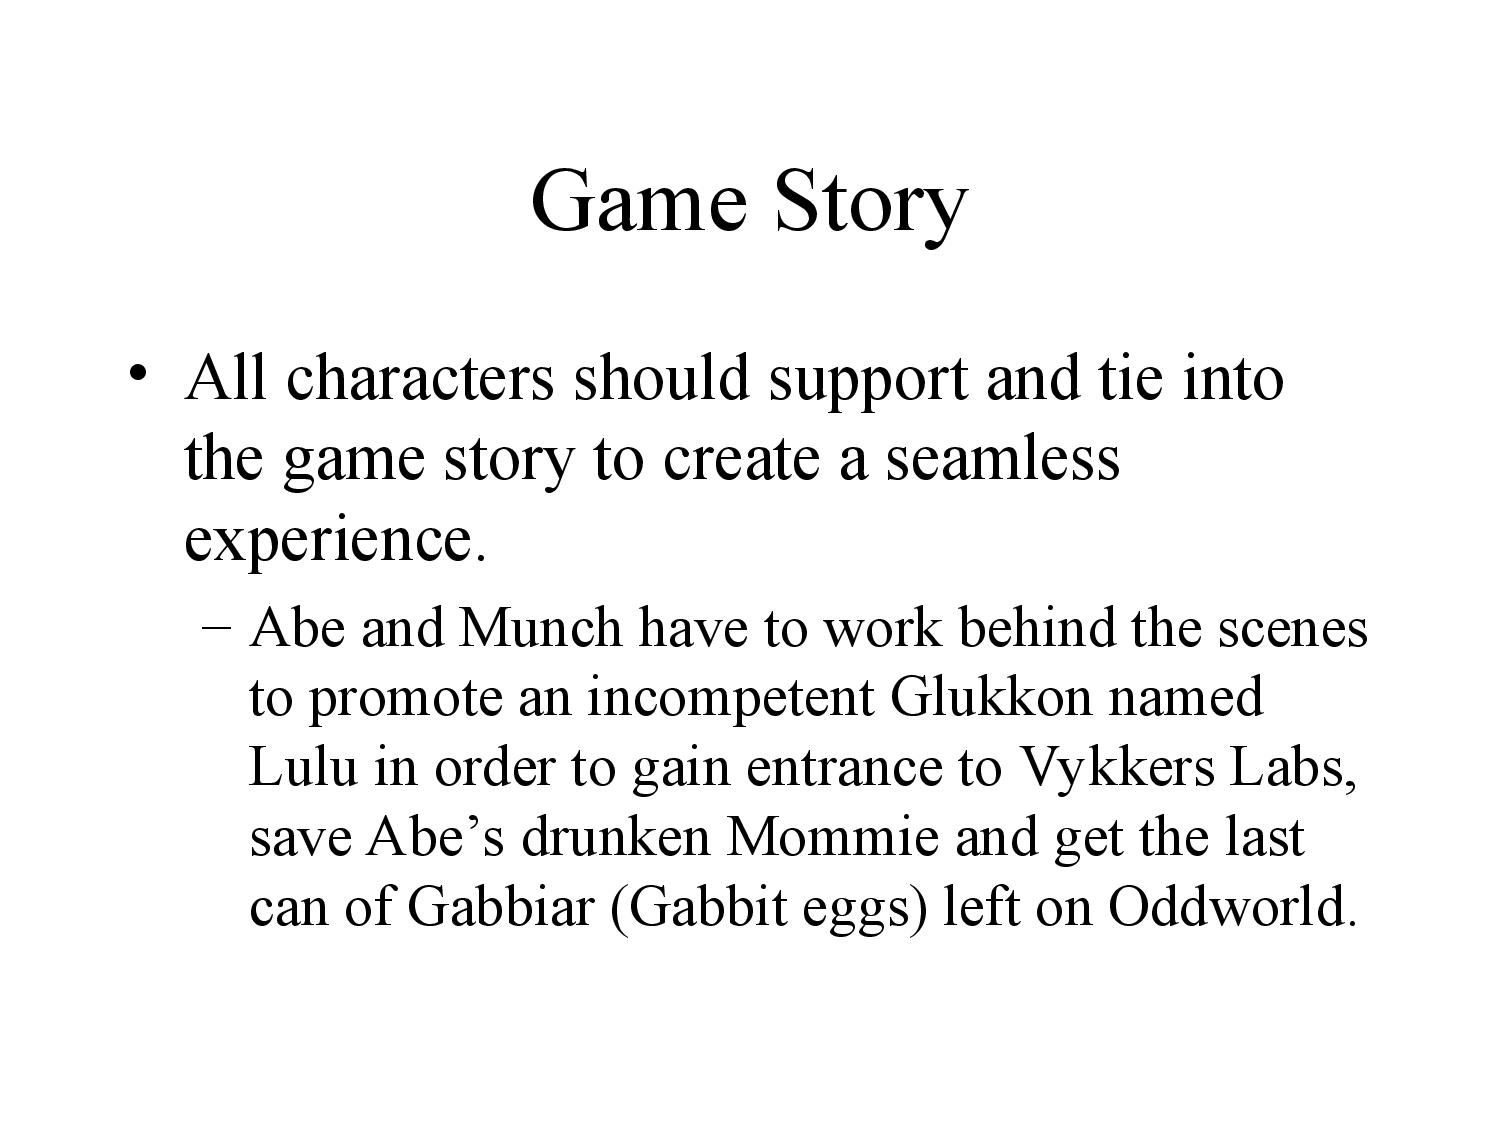 Game Story
• All characters should support and tie into
the game story to create a seamless
experience.
– Abe and Munch have to work behind the scenes
to promote an incompetent Glukkon named
Lulu in order to gain entrance to Vykkers Labs,
save Abe’s drunken Mommie and get the last
can of Gabbiar (Gabbit eggs) left on Oddworld.